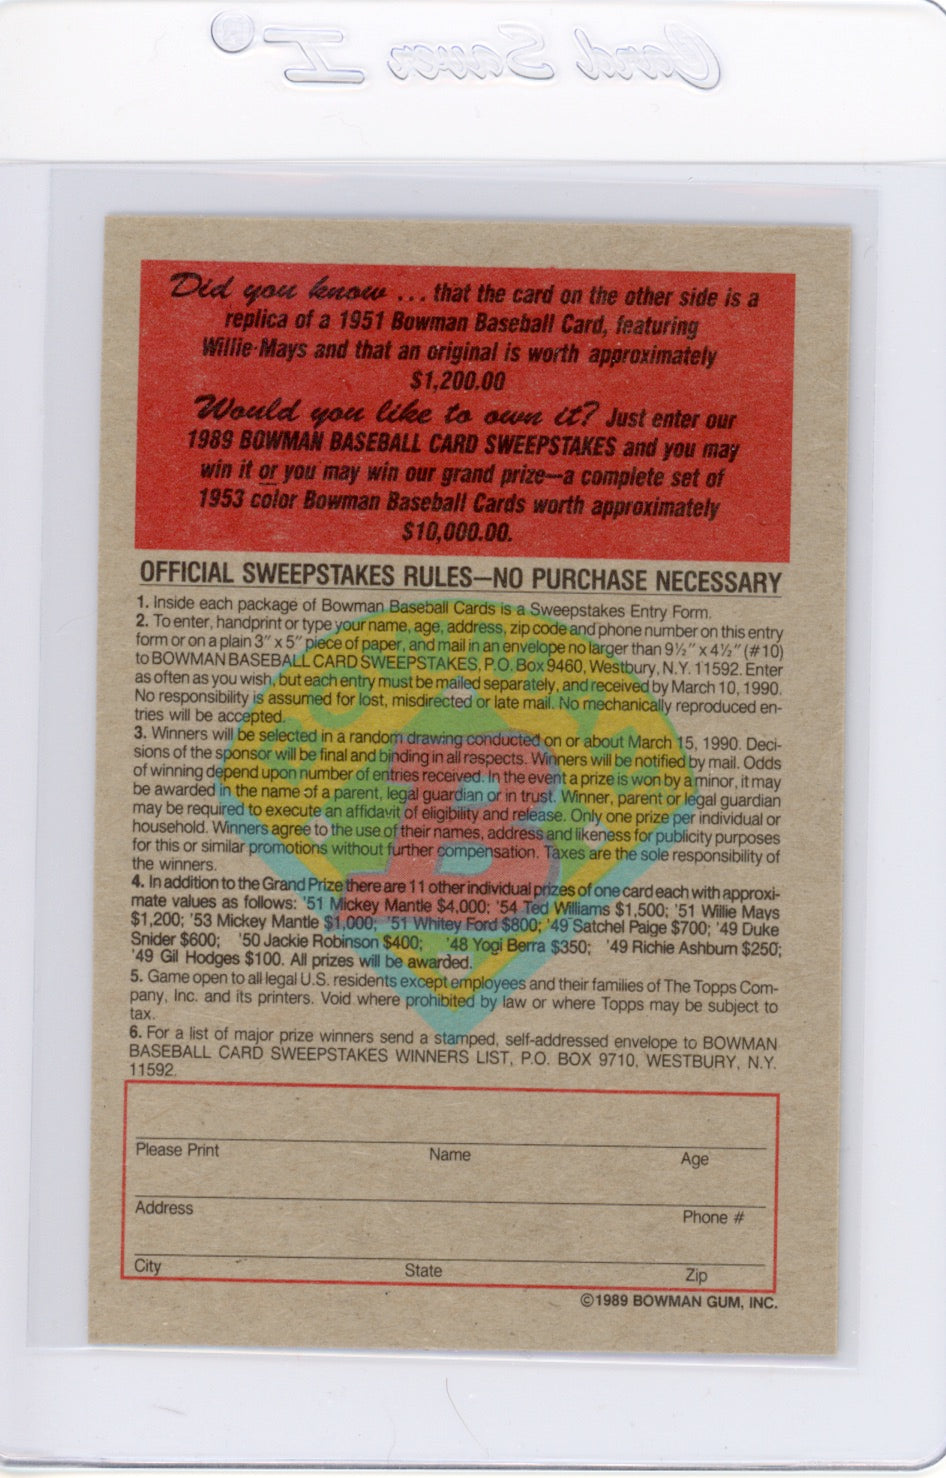 Card Saver I®
Did you know ... that the card on the other side is a
replica of a 1951 Bowman Baseball Card, featuring
Willie Mays and that an original is worth approximately
$1,200.00
Would you like to own it? Just enter our
1989 BOWMAN BASEBALL CARD SWEEPSTAKES and you may
win it or you may win our grand prize—a complete set of
1953 color Bowman Baseball Cards worth approximately
$10,000.00.
OFFICIAL SWEEPSTAKES RULES—NO PURCHASE NECESSARY
1. Inside each package of Bowman Baseball Cards is a Sweepstakes Entry Form.
2. To enter, handprint or type your name, age, address, zip code and phone number on this entry
form or on a plain 3″ x 5″ piece of paper, and mail in an envelope no larger than 9½″ x 4½″ (#10)
to BOWMAN BASEBALL CARD SWEEPSTAKES, P.O. Box 9460, Westbury, N.Y. 11592. Enter
as often as you wish, but each entry must be mailed separately, and received by March 10, 1990.
No responsibility is assumed for lost, misdirected or late mail. No mechanically reproduced en-
tries will be accepted.
3. Winners will be selected in a random drawing conducted on or about March 15, 1990. Deci-
sions of the sponsor will be final and binding in all respects. Winners will be notified by mail. Odds
of winning depend upon number of entries received. In the event a prize is won by a minor, it may
be awarded in the name of a parent, legal guardian or in trust. Winner, parent or legal guardian
may be required to execute an affidavit of eligibility and release. Only one prize per individual or
household. Winners agree to the use of their names, address and likeness for publicity purposes
for this or similar promotions without further compensation. Taxes are the sole responsibility of
the winners.
4. In addition to the Grand Prize there are 11 other individual prizes of one card each with approxi-
mate values as follows: '51 Mickey Mantle $4,000; '54 Ted Williams $1,500; '51 Willie Mays
$1,200; '53 Mickey Mantle $1,000; '51 Whitey Ford $800; '49 Satchel Paige $700; '49 Duke
Snider $600; '50 Jackie Robinson $400; '48 Yogi Berra $350; '49 Richie Ashburn $250;
'49 Gil Hodges $100. All prizes will be awarded.
5. Game open to all legal U.S. residents except employees and their families of The Topps Com-
pany, Inc. and its printers. Void where prohibited by law or where Topps may be subject to
tax.
6. For a list of major prize winners send a stamped, self-addressed envelope to BOWMAN
BASEBALL CARD SWEEPSTAKES WINNERS LIST, P.O. BOX 9710, WESTBURY, N.Y.
11592.
Please Print Name Age
Address Phone #
City State Zip
©1989 BOWMAN GUM, INC.
B